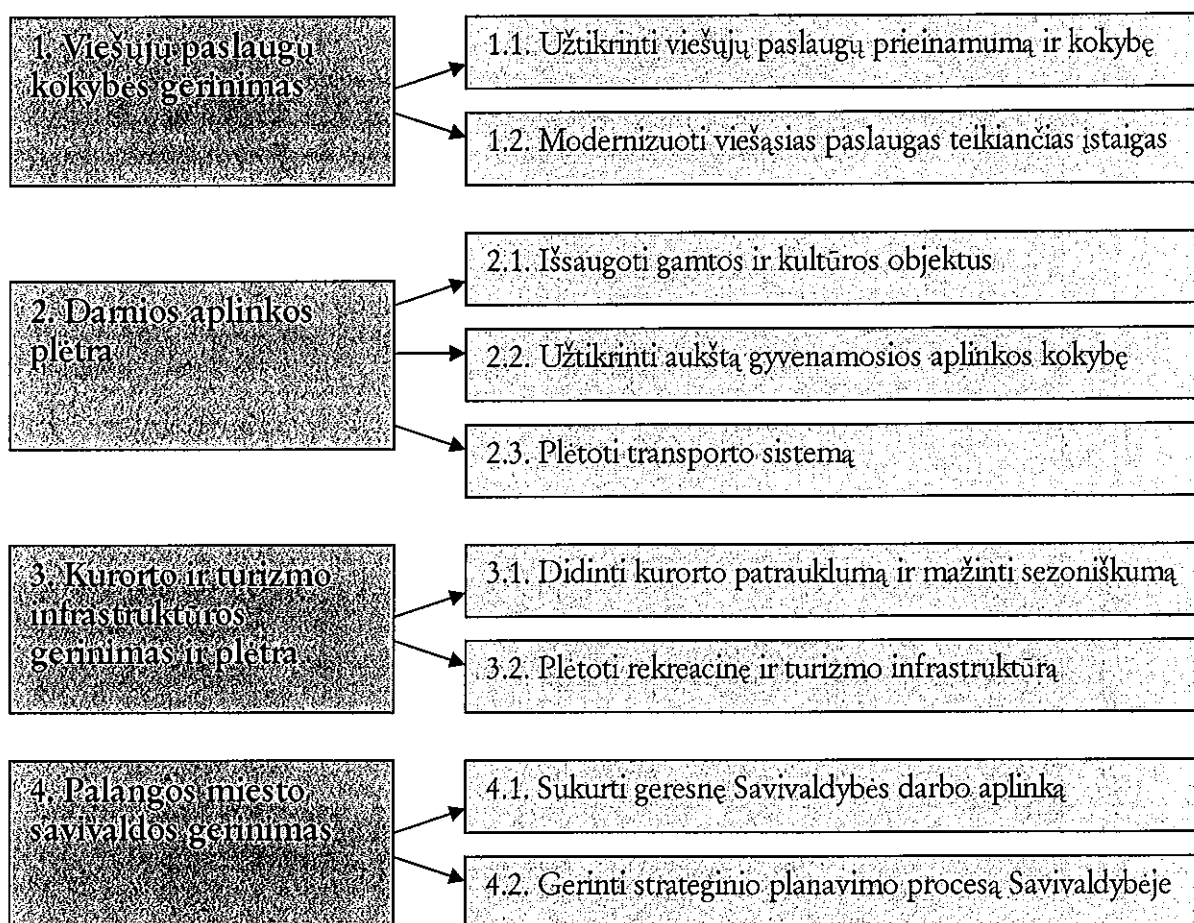 1. Viešųjų paslaugų
kokybės gerinimas
1.1. Užtikrinti viešųjų paslaugų prieinamumą ir kokybę
1.2. Modernizuoti viešąsias paslaugas teikiančias įstaigas
2. Darnios aplinkos
plėtra
2.1. Išsaugoti gamtos ir kultūros objektus
2.2. Užtikrinti aukštą gyvenamosios aplinkos kokybę
2.3. Plėtoti transporto sistemą
3. Kurorto ir turizmo
infrastruktūros
gerinimas ir plėtra
3.1. Didinti kurorto patrauklumą ir mažinti sezoniškumą
3.2. Plėtoti rekreacinę ir turizmo infrastruktūrą
4. Palangos miesto
savivaldos gerinimas
4.1. Sukurti geresnę Savivaldybės darbo aplinką
4.2. Gerinti strateginio planavimo procesą Savivaldybėje